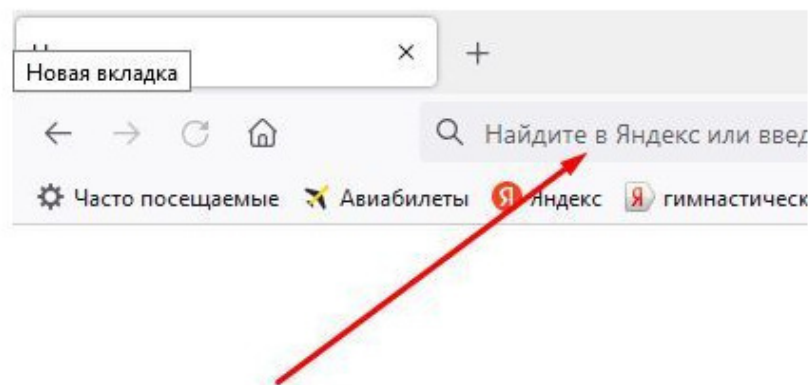 Новая вкладка
Найдите в Яндекс или введ
Часто посещаемые Авиабилеты Я Яндекс Я гимнастическ